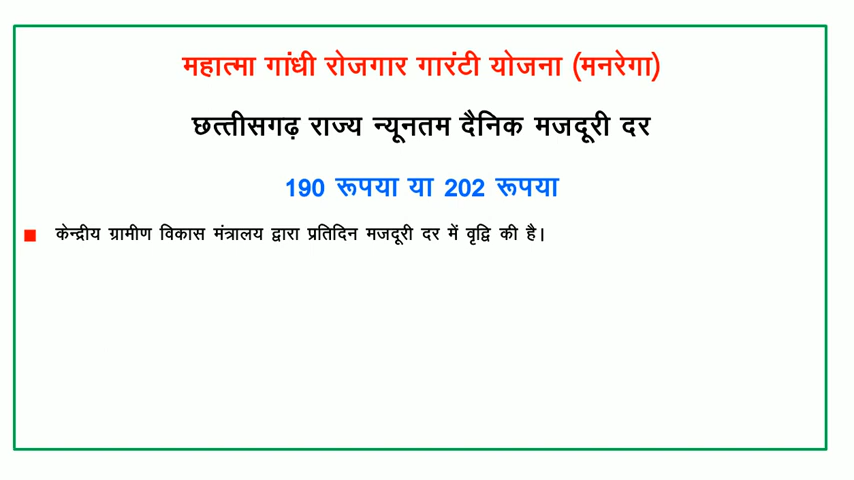 महात्मा गांधी रोजगार गारंटी योजना (मनरेगा)
छत्तीसगढ़ राज्य न्यूनतम दैनिक मजदूरी दर
190 रूपया या 202 रूपया
केन्द्रीय ग्रामीण विकास मंत्रालय द्वारा प्रतिदिन मजदूरी दर में वृद्वि की है।